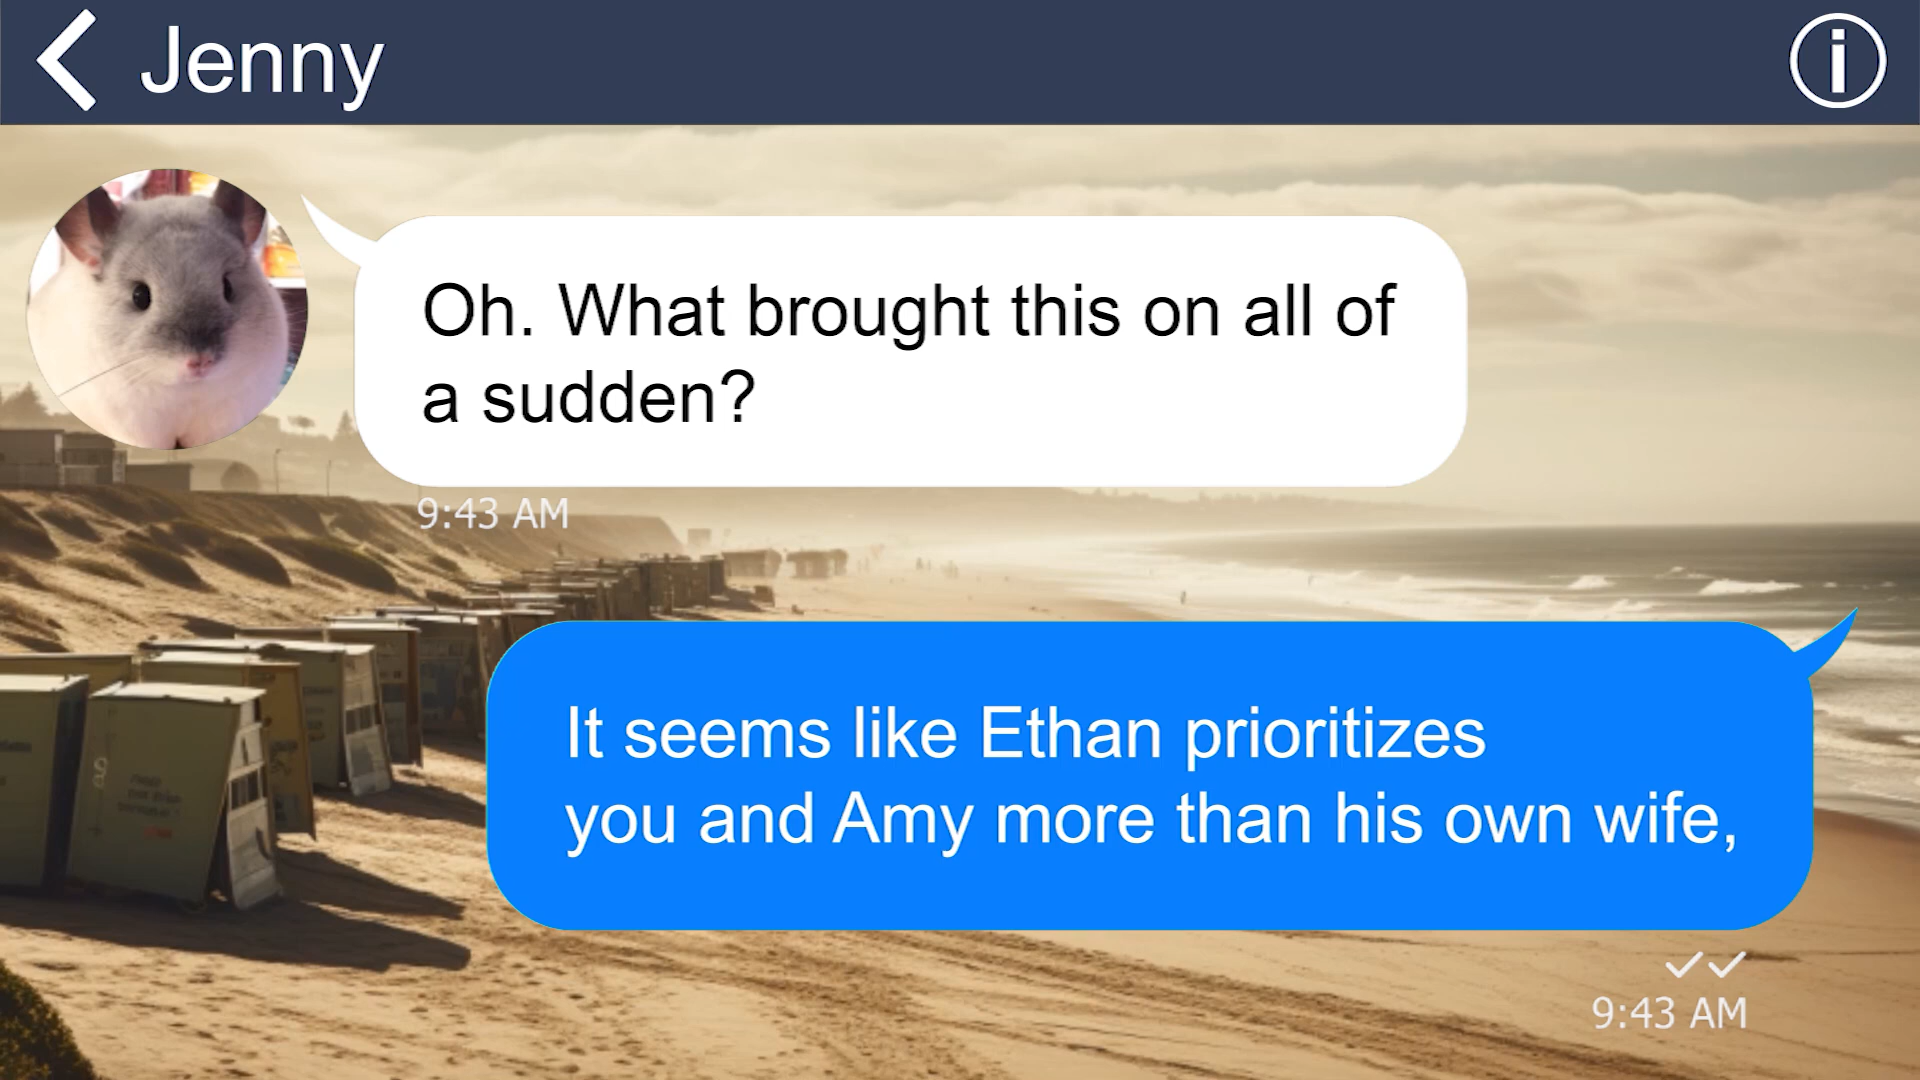 Jenny
Oh. What brought this on all of
a sudden?
9:43 AM
It seems like Ethan prioritizes
you and Amy more than his own wife,
9:43 AM